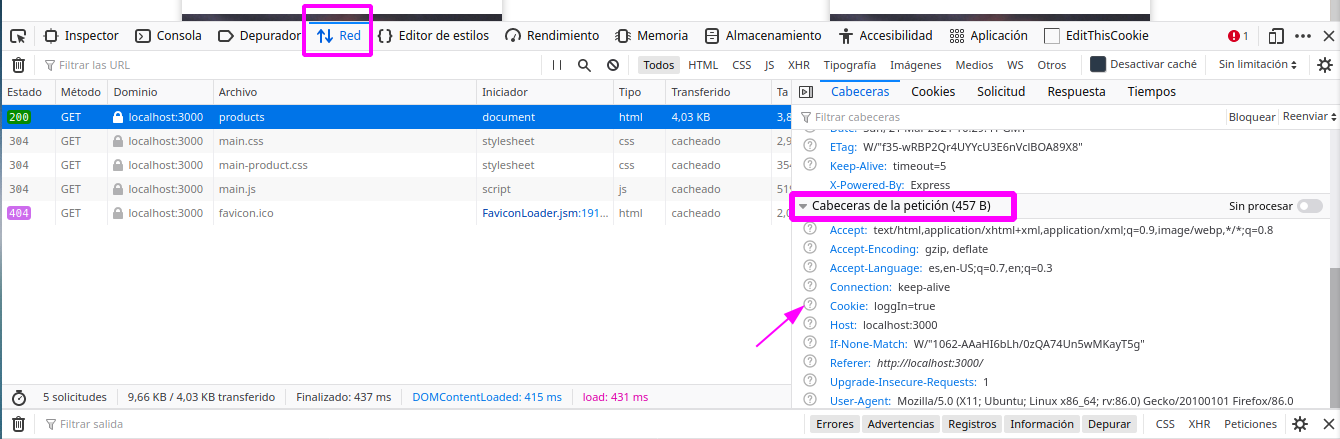 Inspector Consola Depurador Red Editor de estilos Rendimiento Memoria Almacenamiento Accesibilidad Aplicación EditThisCookie 1
Filtrar las URL Todos HTML CSS JS XHR Tipografía Imágenes Medios WS Otros Desactivar caché Sin limitación
Estado Método Dominio Archivo Iniciador Tipo Transferido Ta
200 GET localhost:3000 products document html 4,03 KB 3,8
304 GET localhost:3000 main.css stylesheet css cacheado 2,9
304 GET localhost:3000 main-product.css stylesheet css cacheado 354
304 GET localhost:3000 main.js script js cacheado 519
404 GET localhost:3000 favicon.ico FaviconLoader.jsm:191... html cacheado 2,0
5 solicitudes 9,66 KB / 4,03 KB transferido Finalizado: 437 ms DOMContentLoaded: 415 ms load: 431 ms
Cabeceras Cookies Solicitud Respuesta Tiempos
Filtrar cabeceras Bloquear Reenviar
ETag: W/"f35-wRBP2Qr4UYYcU3E6nVclBOA89X8"
Keep-Alive: timeout=5
X-Powered-By: Express
Cabeceras de la petición (457 B) Sin procesar
Accept: text/html,application/xhtml+xml,application/xml;q=0.9,image/webp,*/*;q=0.8
Accept-Encoding: gzip, deflate
Accept-Language: es,en-US;q=0.7,en;q=0.3
Connection: keep-alive
Cookie: loggIn=true
Host: localhost:3000
If-None-Match: W/"1062-AAaHI6bLh/0zQA74Un5wMKayT5g"
Referer: http://localhost:3000/
Upgrade-Insecure-Requests: 1
User-Agent: Mozilla/5.0 (X11; Ubuntu; Linux x86_64; rv:86.0) Gecko/20100101 Firefox/86.0
Filtrar salida Errores Advertencias Registros Información Depurar CSS XHR Peticiones